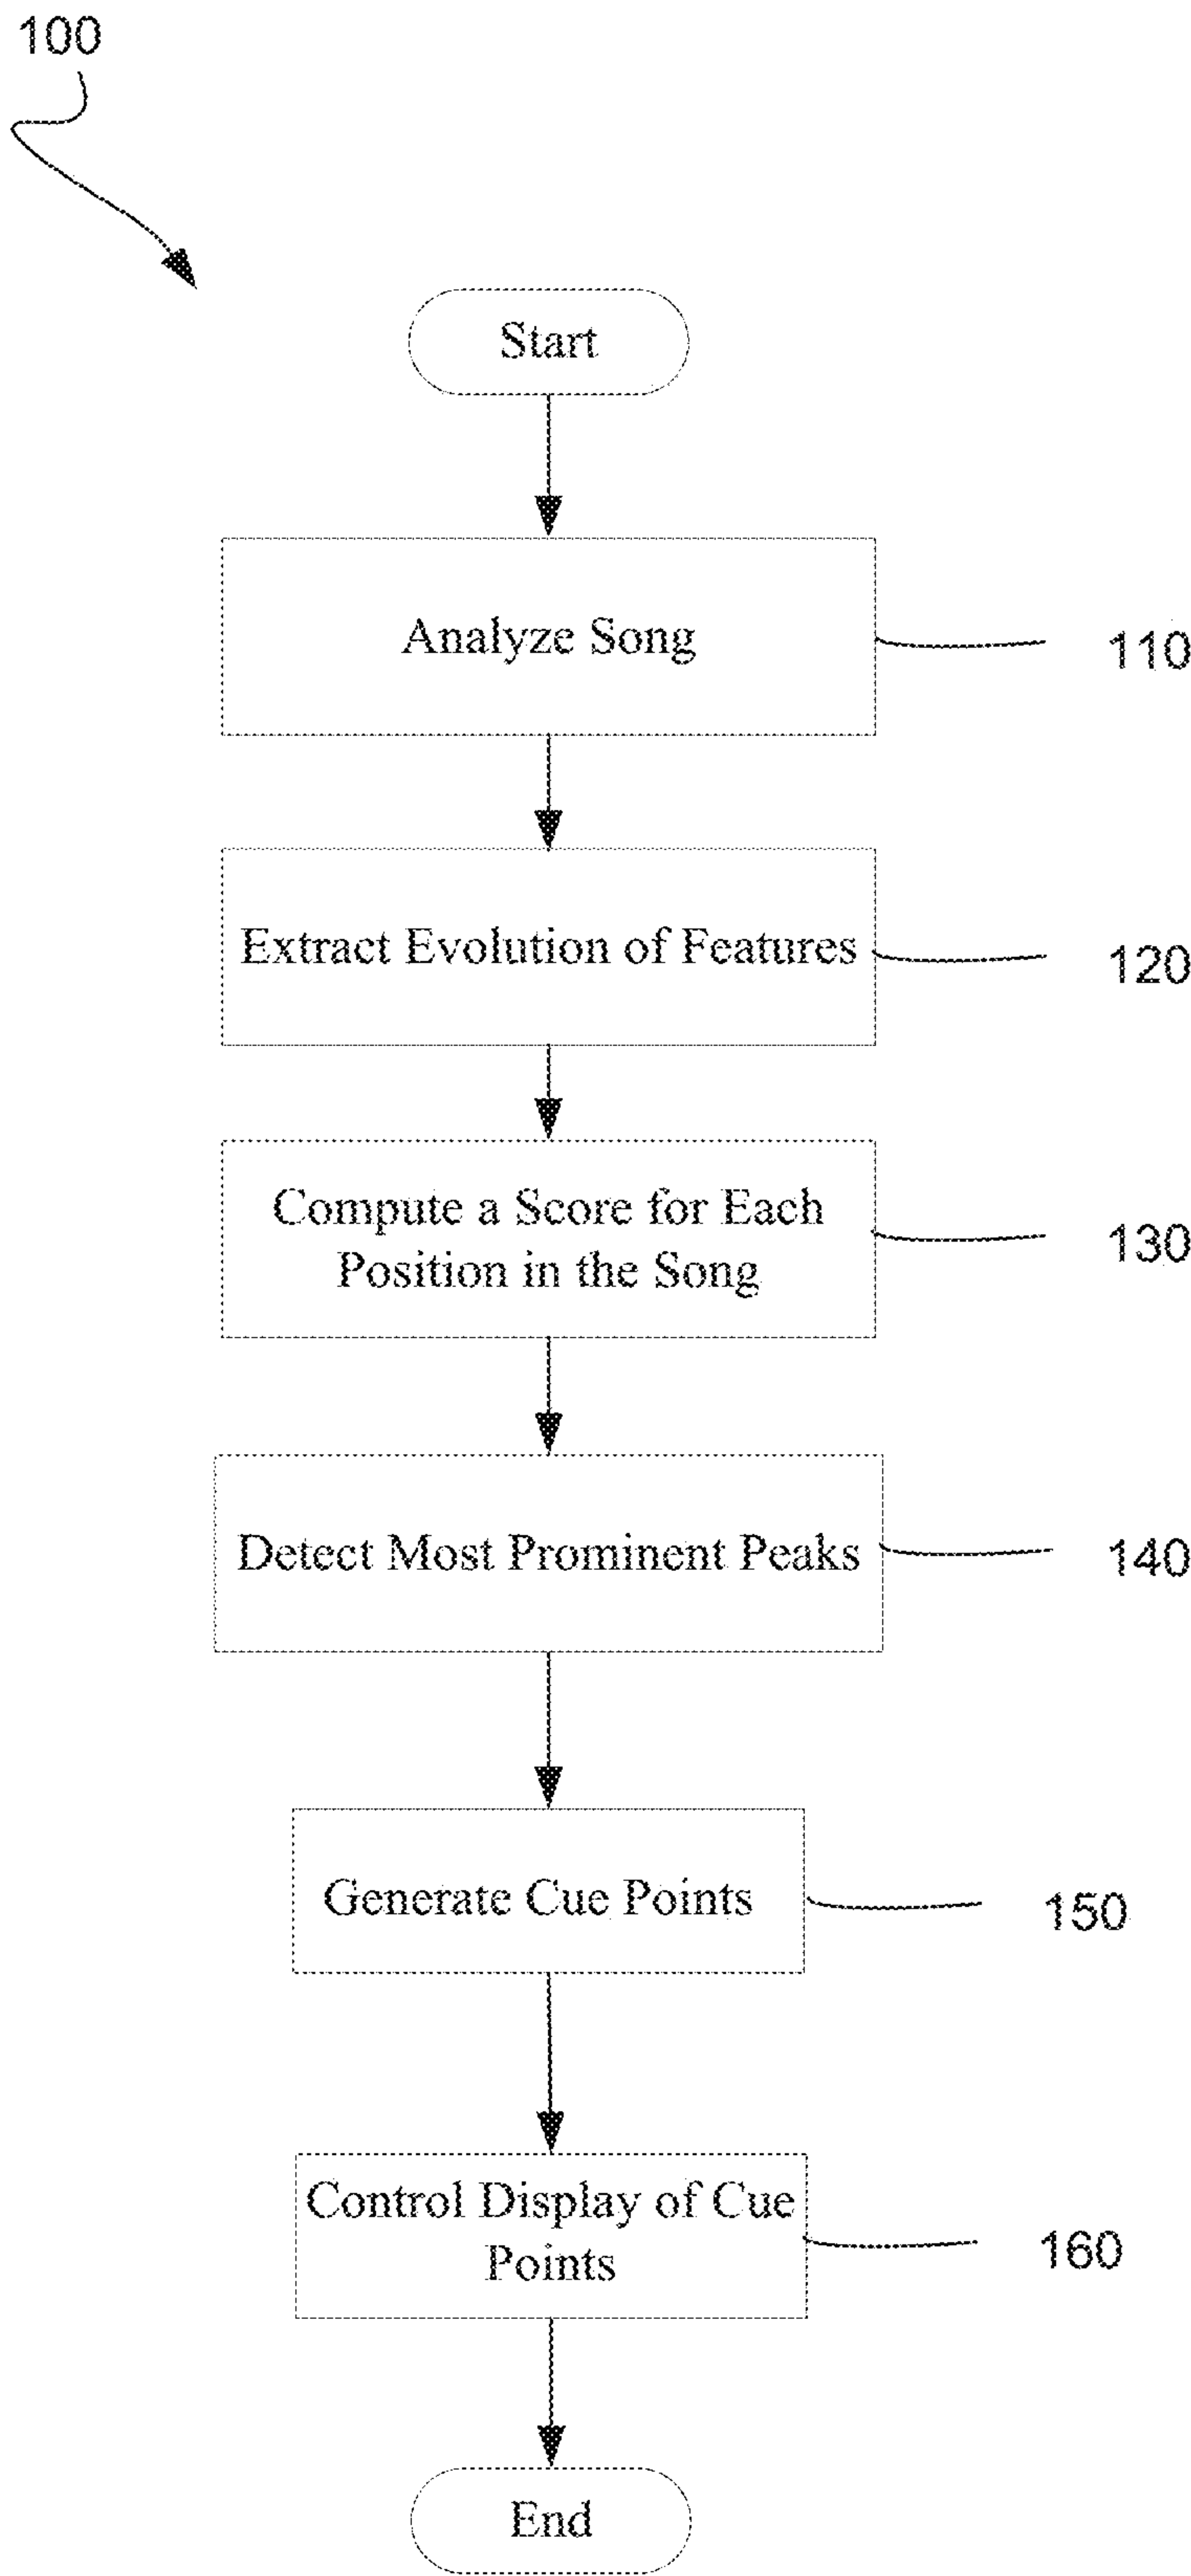 100
Start
Analyze Song
110
Extract Evolution of Features
120
Compute a Score for Each
Position in the Song
130
Detect Most Prominent Peaks
140
Generate Cue Points
150
Control Display of Cue
Points
160
End